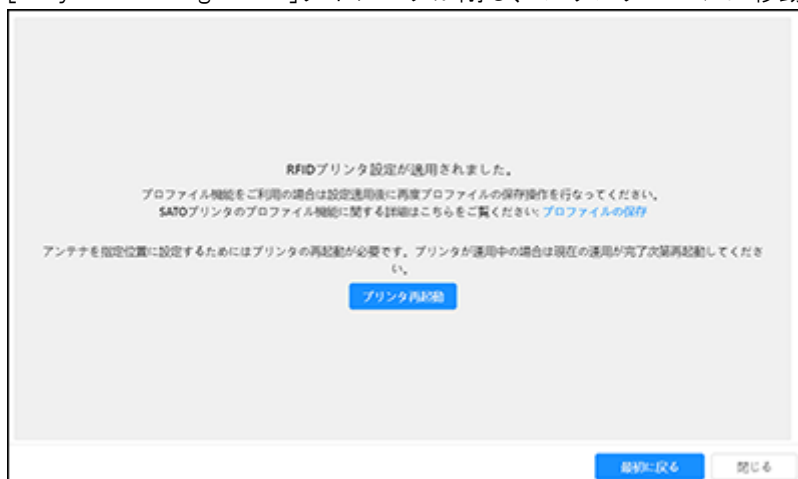 RFIDプリンタ設定が適用されました。
プロファイル機能をご利用の場合は設定適用後に再度プロファイルの保存操作を行なってください。
SATOプリンタのプロファイル機能に関する詳細はこちらをご覧ください: プロファイルの保存
アンテナを指定位置に設定するためにはプリンタの再起動が必要です。プリンタが運用中の場合は現在の運用が完了次第再起動してくださ
い。
プリンタ再起動
最初に戻る
閉じる